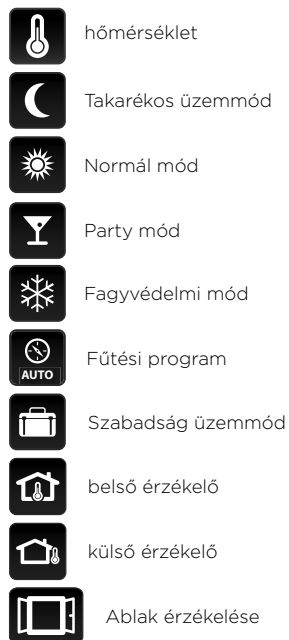 hőmérséklet
Takarékos üzemmód
Normál mód
Party mód
Fagyvédelmi mód
AUTO
Fűtési program
Szabadság üzemmód
belső érzékelő
külső érzékelő
Ablak érzékelése